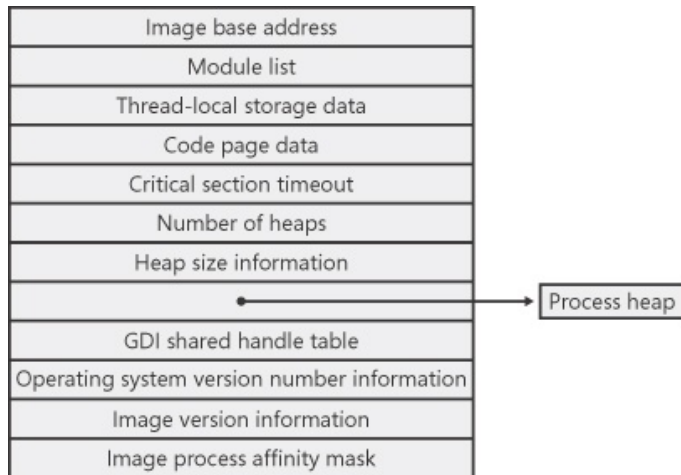 Image base address
Module list
Thread-local storage data
Code page data
Critical section timeout
Number of heaps
Heap size information
Process heap
GDI shared handle table
Operating system version number information
Image version information
Image process affinity mask